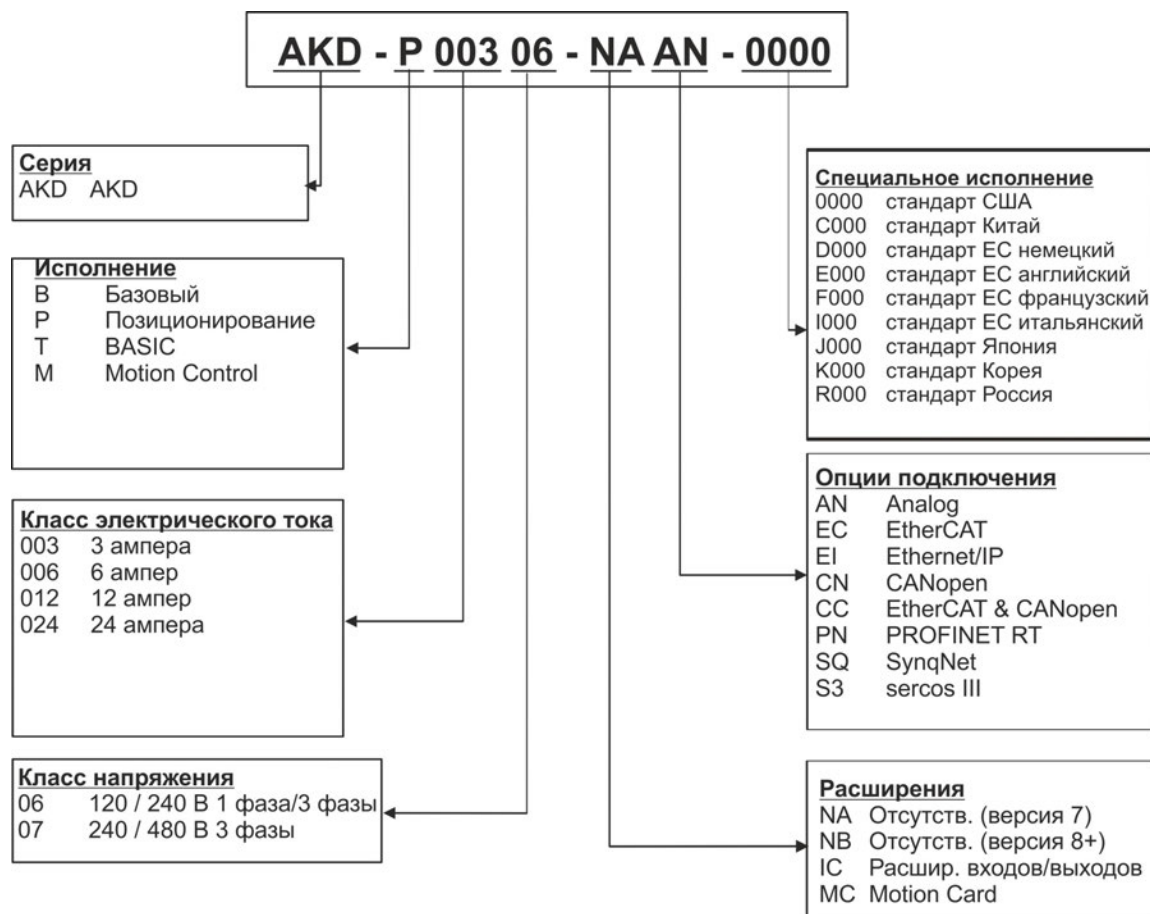 AKD - P 003 06 - NA AN - 0000
Серия
AKD AKD
Исполнение
B Базовый
P Позиционирование
T BASIC
M Motion Control
Класс электрического тока
003 3 ампера
006 6 ампер
012 12 ампер
024 24 ампера
Класс напряжения
06 120 / 240 В 1 фаза/3 фазы
07 240 / 480 В 3 фазы
Специальное исполнение
0000 стандарт США
C000 стандарт Китай
D000 стандарт ЕС немецкий
E000 стандарт ЕС английский
F000 стандарт ЕС французский
I000 стандарт ЕС итальянский
J000 стандарт Япония
K000 стандарт Корея
R000 стандарт Россия
Опции подключения
AN Analog
EC EtherCAT
EI Ethernet/IP
CN CANopen
CC EtherCAT & CANopen
PN PROFINET RT
SQ SynqNet
S3 sercos III
Расширения
NA Отсутств. (версия 7)
NB Отсутств. (версия 8+)
IC Расшир. входов/выходов
MC Motion Card